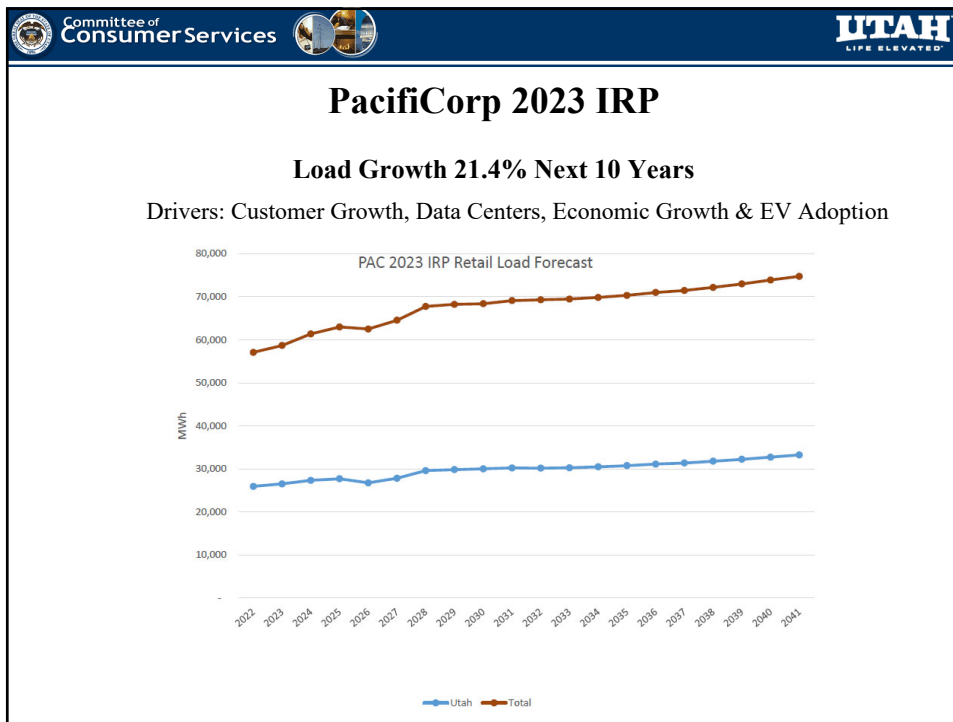 Committee of
Consumer Services
UTAH
LIFE ELEVATED
PacifiCorp 2023 IRP
Load Growth 21.4% Next 10 Years
Drivers: Customer Growth, Data Centers, Economic Growth & EV Adoption
PAC 2023 IRP Retail Load Forecast
80,000
70,000
60,000
50,000
40,000
30,000
20,000
10,000
-
MWh
2022 2023 2024 2025 2026 2027 2028 2029 2030 2031 2032 2033 2034 2035 2036 2037 2038 2039 2040 2041
Utah Total